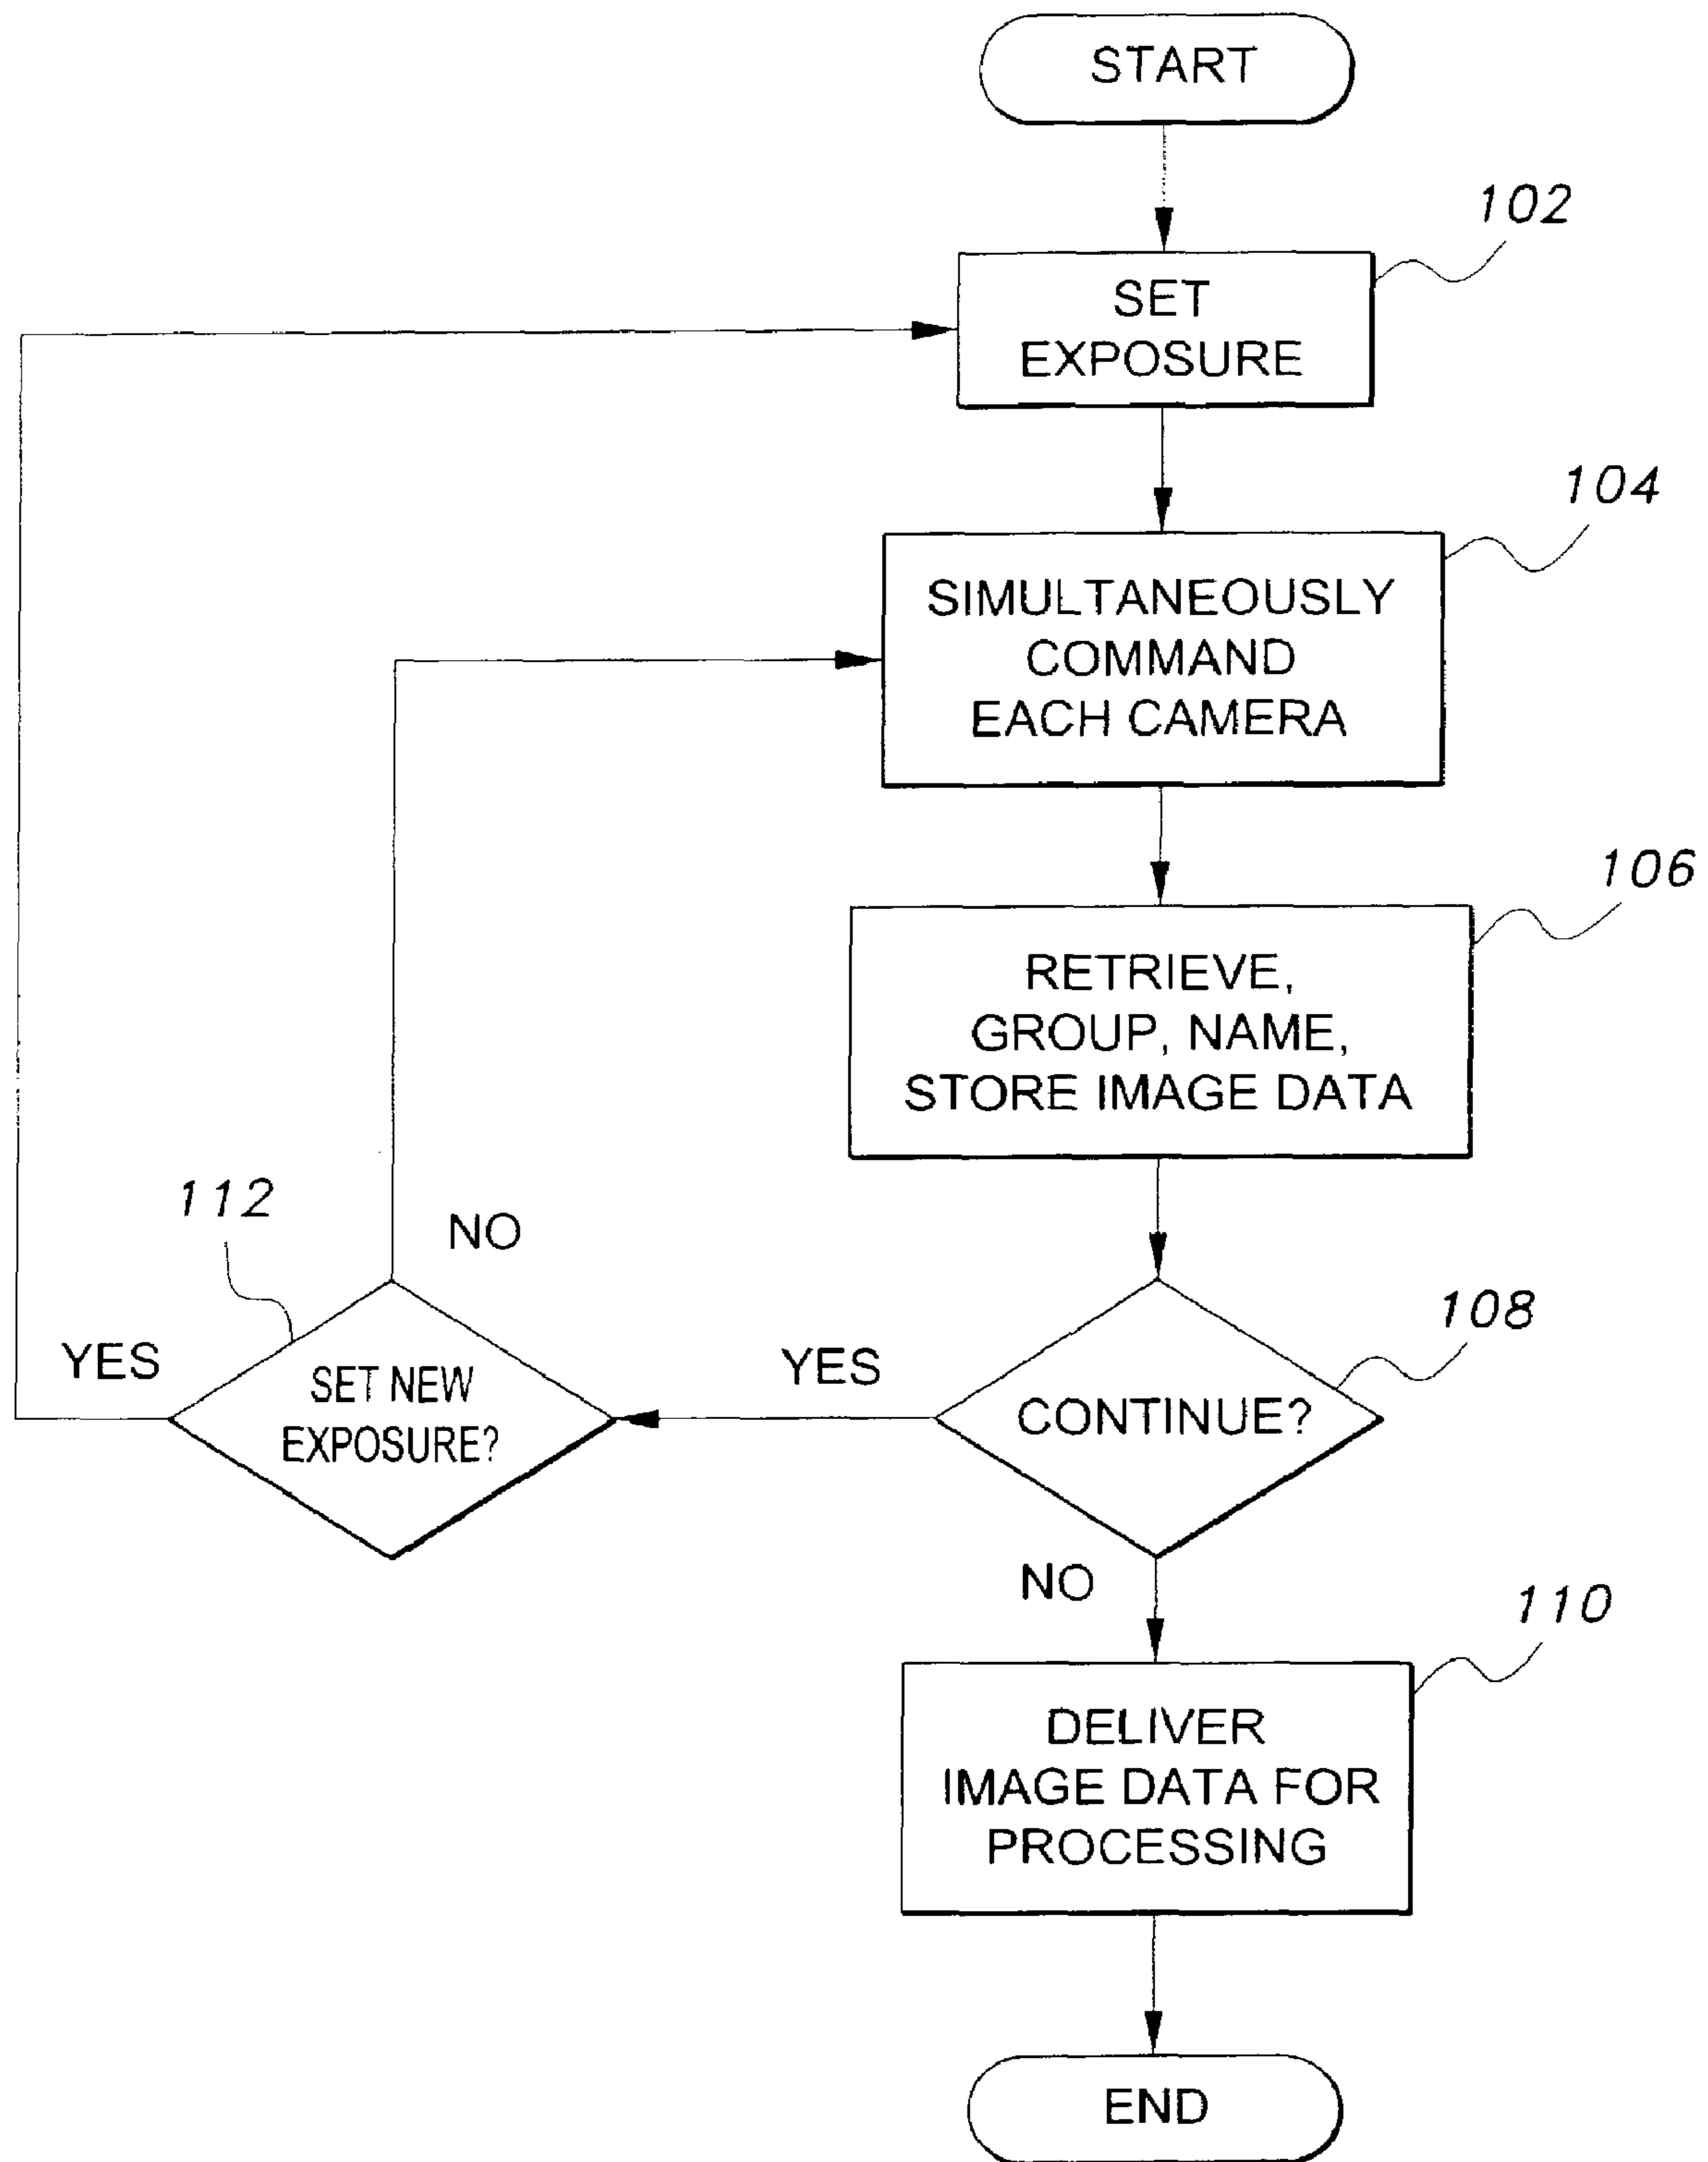 START
102
SET
EXPOSURE
104
SIMULTANEOUSLY
COMMAND
EACH CAMERA
106
RETRIEVE,
GROUP, NAME,
STORE IMAGE DATA
112
NO
YES
SET NEW
EXPOSURE?
YES
108
CONTINUE?
NO
110
DELIVER
IMAGE DATA FOR
PROCESSING
END